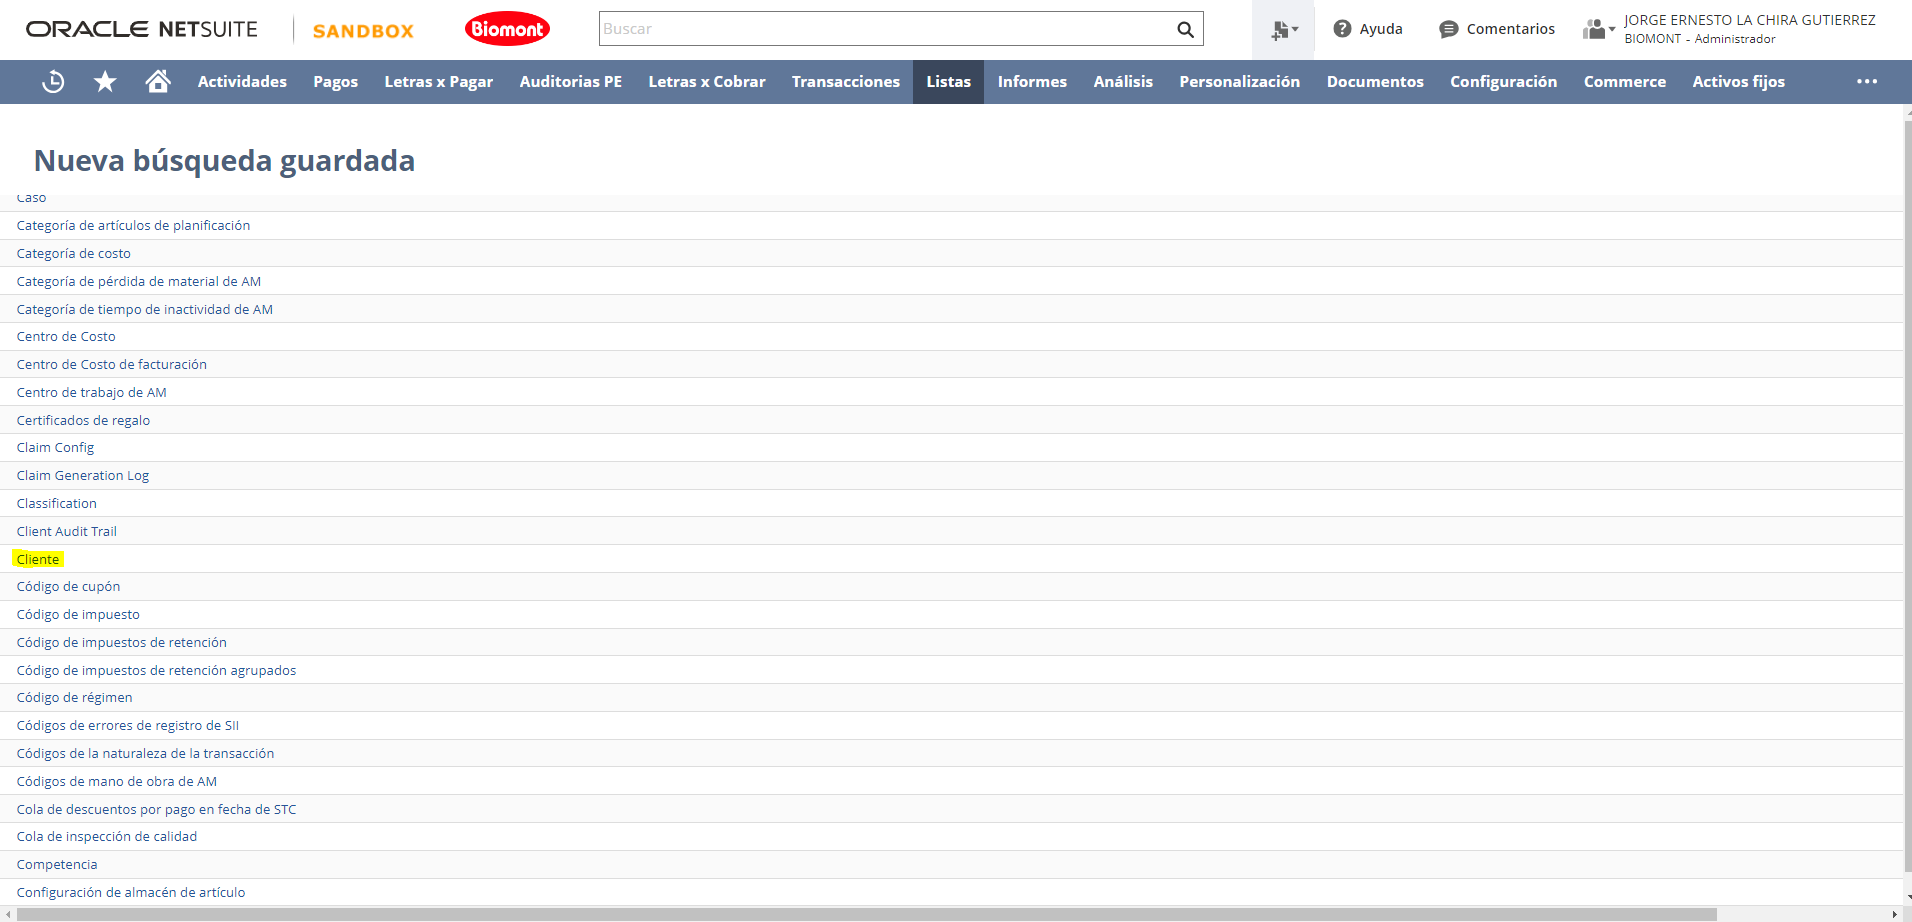 ORACLE NETSUITE
SANDBOX
Biomont
Buscar
Ayuda
Comentarios
JORGE ERNESTO LA CHIRA GUTIERREZ
BIOMONT - Administrador
Actividades Pagos Letras x Pagar Auditorias PE Letras x Cobrar Transacciones Listas Informes Análisis Personalización Documentos Configuración Commerce Activos fijos
Nueva búsqueda guardada
Caso
Categoría de artículos de planificación
Categoría de costo
Categoría de pérdida de material de AM
Categoría de tiempo de inactividad de AM
Centro de Costo
Centro de Costo de facturación
Centro de trabajo de AM
Certificados de regalo
Claim Config
Claim Generation Log
Classification
Client Audit Trail
Cliente
Código de cupón
Código de impuesto
Código de impuestos de retención
Código de impuestos de retención agrupados
Código de régimen
Códigos de errores de registro de SII
Códigos de la naturaleza de la transacción
Códigos de mano de obra de AM
Cola de descuentos por pago en fecha de STC
Cola de inspección de calidad
Competencia
Configuración de almacén de artículo